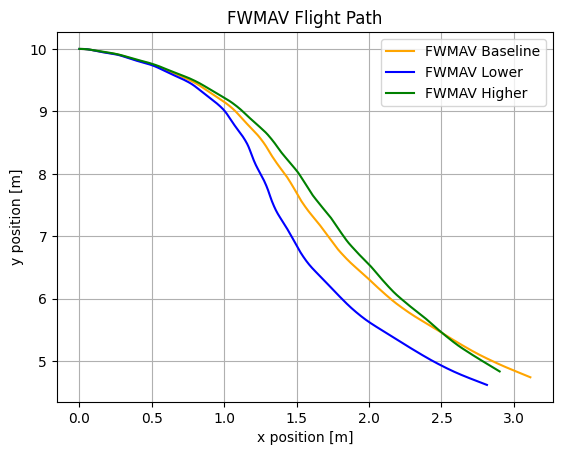 FWMAV Flight Path
FWMAV Baseline
FWMAV Lower
FWMAV Higher
10
9
8
7
6
5
y position [m]
0.0 0.5 1.0 1.5 2.0 2.5 3.0
x position [m]